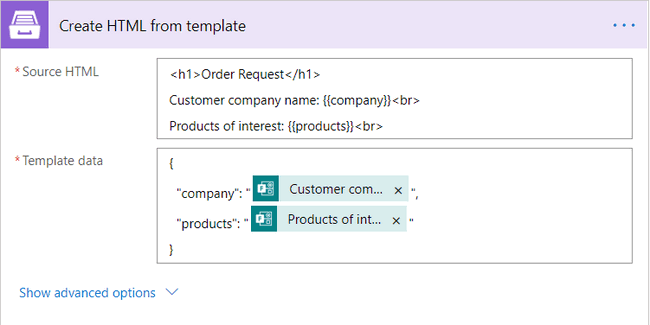 Create HTML from template
* Source HTML
<h1>Order Request</h1>
Customer company name: {{company}}<br>
Products of interest: {{products}}<br>
* Template data
{
"company": " Customer com... × ",
"products": " Products of int... × "
}
Show advanced options